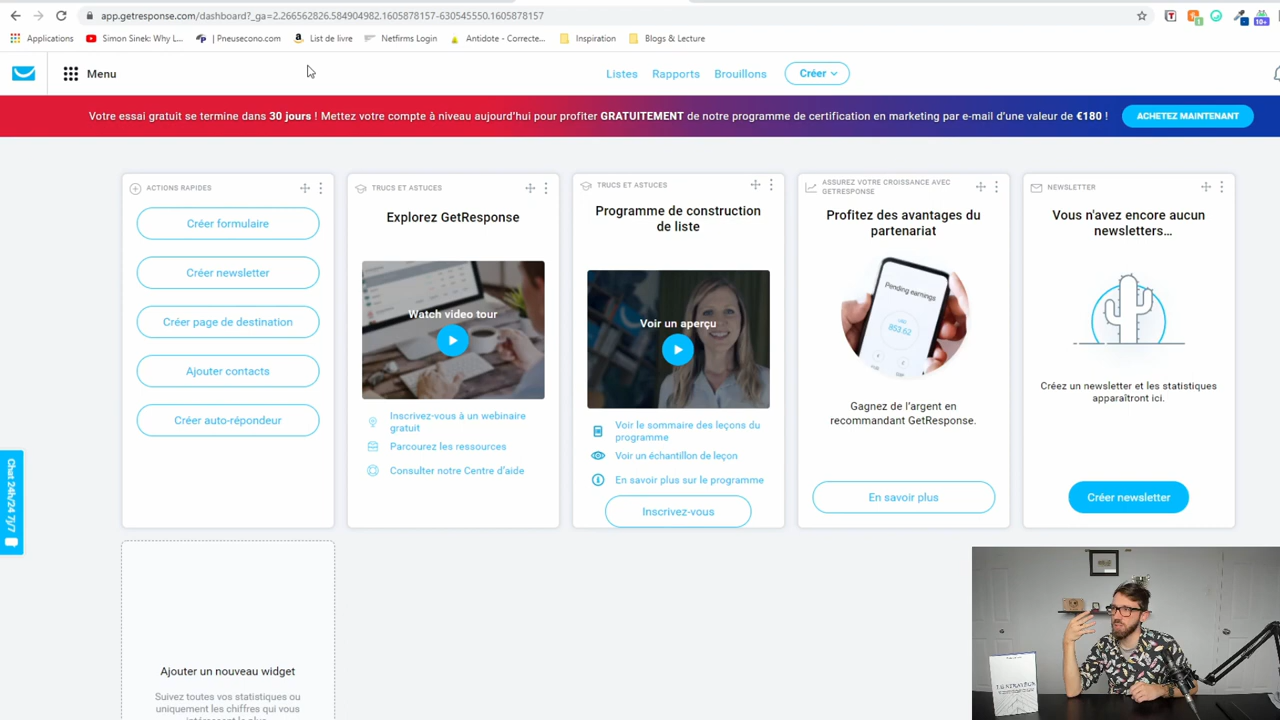 app.getresponse.com/dashboard?_ga=2.266562826.584904982.1605878157-630545550.1605878157
Applications
Simon Sinek: Why L...
| Pneusecono.com
List de livre
Netfirms Login
Antidote - Correcte...
Inspiration
Blogs & Lecture
10+
Menu
Listes
Rapports
Brouillons
Créer
Votre essai gratuit se termine dans 30 jours ! Mettez votre compte à niveau aujourd'hui pour profiter GRATUITEMENT de notre programme de certification en marketing par e-mail d'une valeur de €180 !
ACHETEZ MAINTENANT
ACTIONS RAPIDES
Créer formulaire
Créer newsletter
Créer page de destination
Ajouter contacts
Créer auto-répondeur
TRUCS ET ASTUCES
Explorez GetResponse
Watch video tour
Inscrivez-vous à un webinaire
gratuit
Parcourez les ressources
Consulter notre Centre d'aide
TRUCS ET ASTUCES
Programme de construction
de liste
Voir un aperçu
Voir le sommaire des leçons du
programme
Voir un échantillon de leçon
En savoir plus sur le programme
Inscrivez-vous
ASSUREZ VOTRE CROISSANCE AVEC
GETRESPONSE
Profitez des avantages du
partenariat
Pending earnings
853.62
Gagnez de l'argent en
recommandant GetResponse.
En savoir plus
NEWSLETTER
Vous n'avez encore aucun
newsletters...
Créez un newsletter et les statistiques
apparaîtront ici.
Créer newsletter
Chat 24h/24 7j/7
Ajouter un nouveau widget
Suivez toutes vos statistiques ou
uniquement les chiffres qui vous